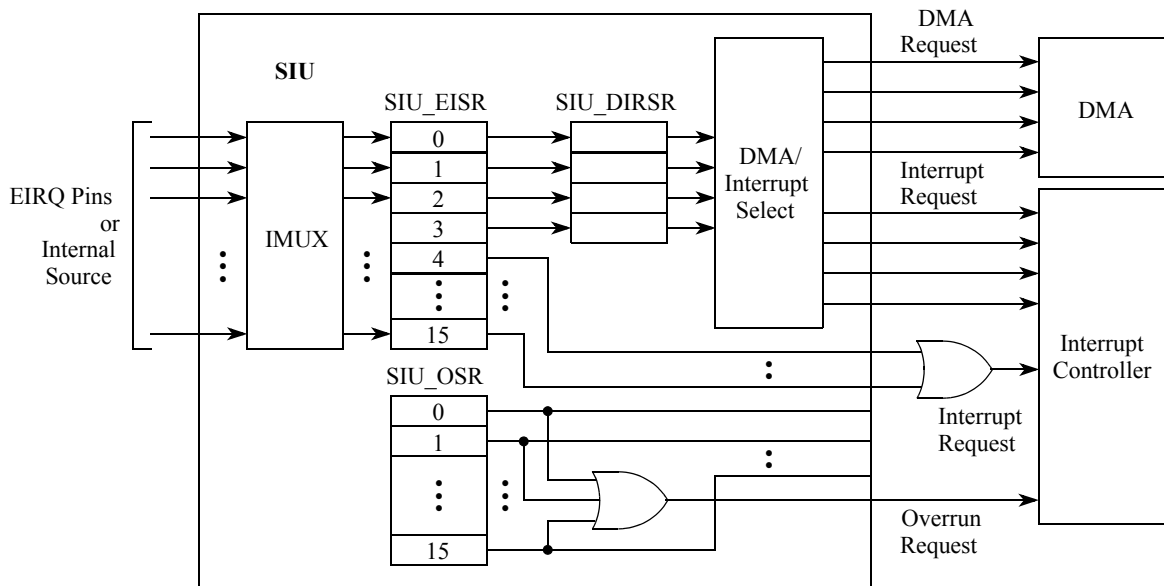 DMA
Request
SIU
SIU_EISR
SIU_DIRSR
DMA
0
1
2
3
4
15
DMA/
Interrupt
Select
Interrupt
Request
EIRQ Pins
or
Internal
Source
IMUX
Interrupt
Controller
SIU_OSR
0
1
15
Interrupt
Request
Overrun
Request